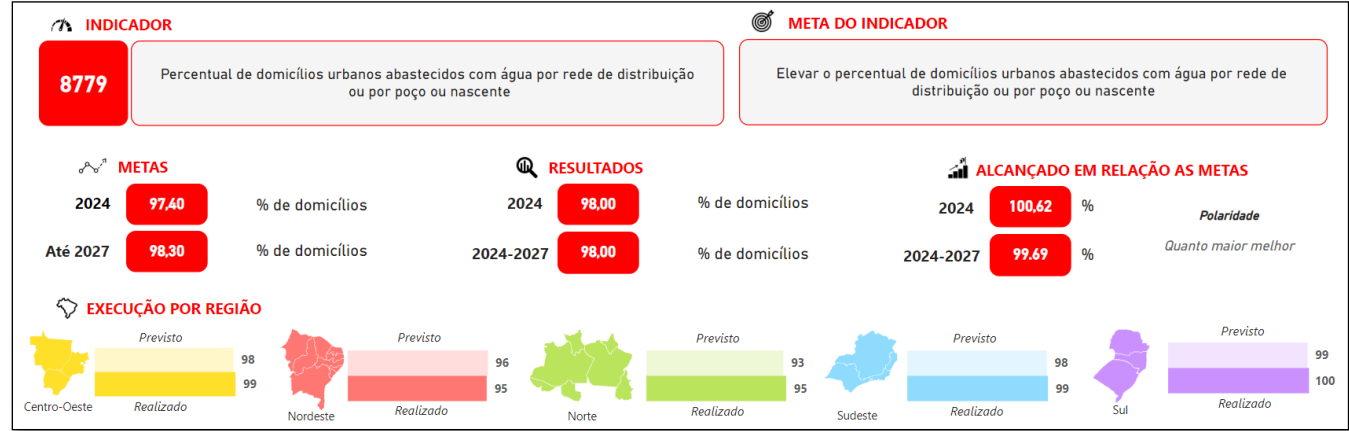 INDICADOR
8779
Percentual de domicílios urbanos abastecidos com água por rede de distribuição
ou por poço ou nascente
META DO INDICADOR
Elevar o percentual de domicílios urbanos abastecidos com água por rede de
distribuição ou por poço ou nascente
METAS
2024 97,40 % de domicílios
Até 2027 98,30 % de domicílios
RESULTADOS
2024 98,00 % de domicílios
2024-2027 98,00 % de domicílios
ALCANÇADO EM RELAÇÃO AS METAS
2024 100,62 %
2024-2027 99.69 %
Polaridade
Quanto maior melhor
EXECUÇÃO POR REGIÃO
Previsto
98
99
Centro-Oeste
Realizado
Previsto
96
95
Nordeste
Realizado
Previsto
93
95
Norte
Realizado
Previsto
98
99
Sudeste
Realizado
Previsto
99
100
Sul
Realizado